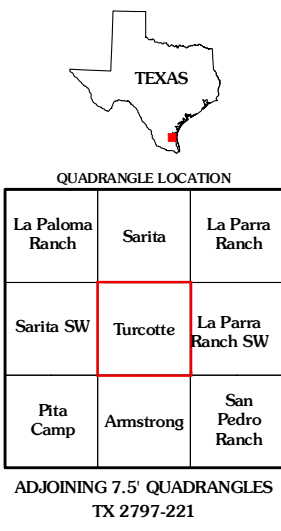 TEXAS
QUADRANGLE LOCATION
La Paloma
Ranch
Sarita
La Parra
Ranch
Sarita SW
Turcotte
La Parra
Ranch SW
Pita
Camp
Armstrong
San
Pedro
Ranch
ADJOINING 7.5' QUADRANGLES
TX 2797-221